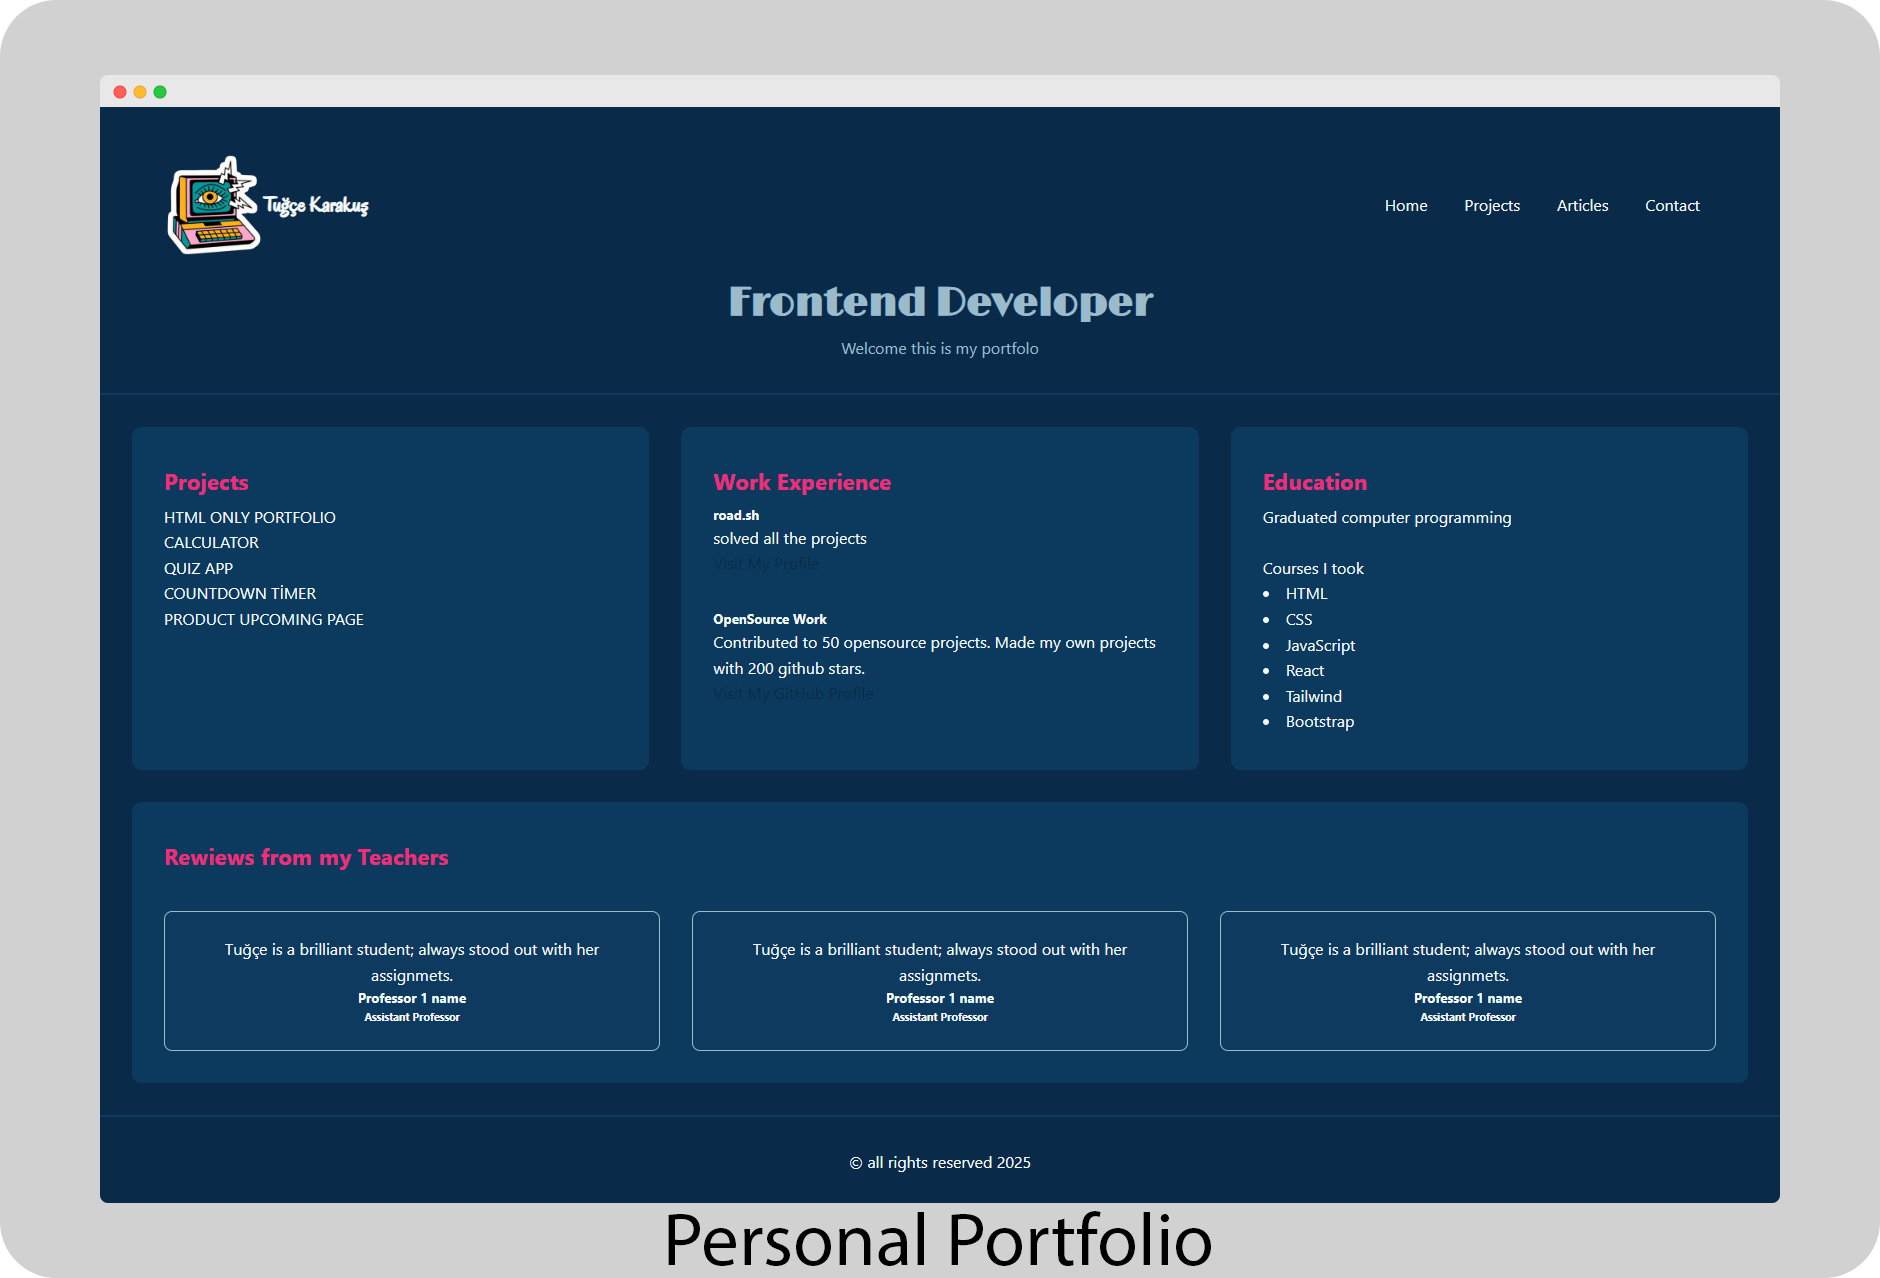 Tuğçe Karakuş
Home Projects Articles Contact
Frontend Developer
Welcome this is my portfolo
Projects
HTML ONLY PORTFOLIO
CALCULATOR
QUIZ APP
COUNTDOWN TİMER
PRODUCT UPCOMING PAGE
Work Experience
road.sh
solved all the projects
Visit My Profile
OpenSource Work
Contributed to 50 opensource projects. Made my own projects
with 200 github stars.
Visit My GitHub Profile
Education
Graduated computer programming
Courses I took
HTML
CSS
JavaScript
React
Tailwind
Bootstrap
Rewiews from my Teachers
Tuğçe is a brilliant student; always stood out with her
assignmets.
Professor 1 name
Assistant Professor
Tuğçe is a brilliant student; always stood out with her
assignmets.
Professor 1 name
Assistant Professor
Tuğçe is a brilliant student; always stood out with her
assignmets.
Professor 1 name
Assistant Professor
© all rights reserved 2025
Personal Portfolio